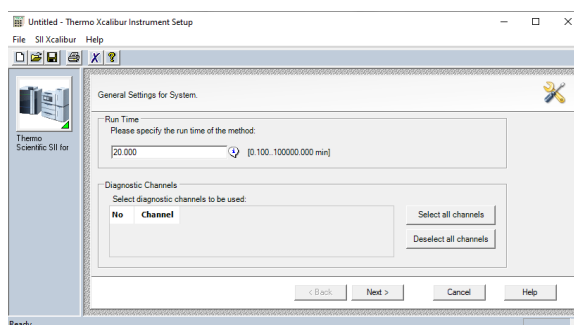 Untitled - Thermo Xcalibur Instrument Setup
File SII Xcalibur Help
Thermo
Scientific SII for
General Settings for System.
Run Time
Please specify the run time of the method:
20.000 [0.100..100000.000 min]
Diagnostic Channels
Select diagnostic channels to be used:
No Channel
Select all channels
Deselect all channels
< Back Next > Cancel Help
Ready